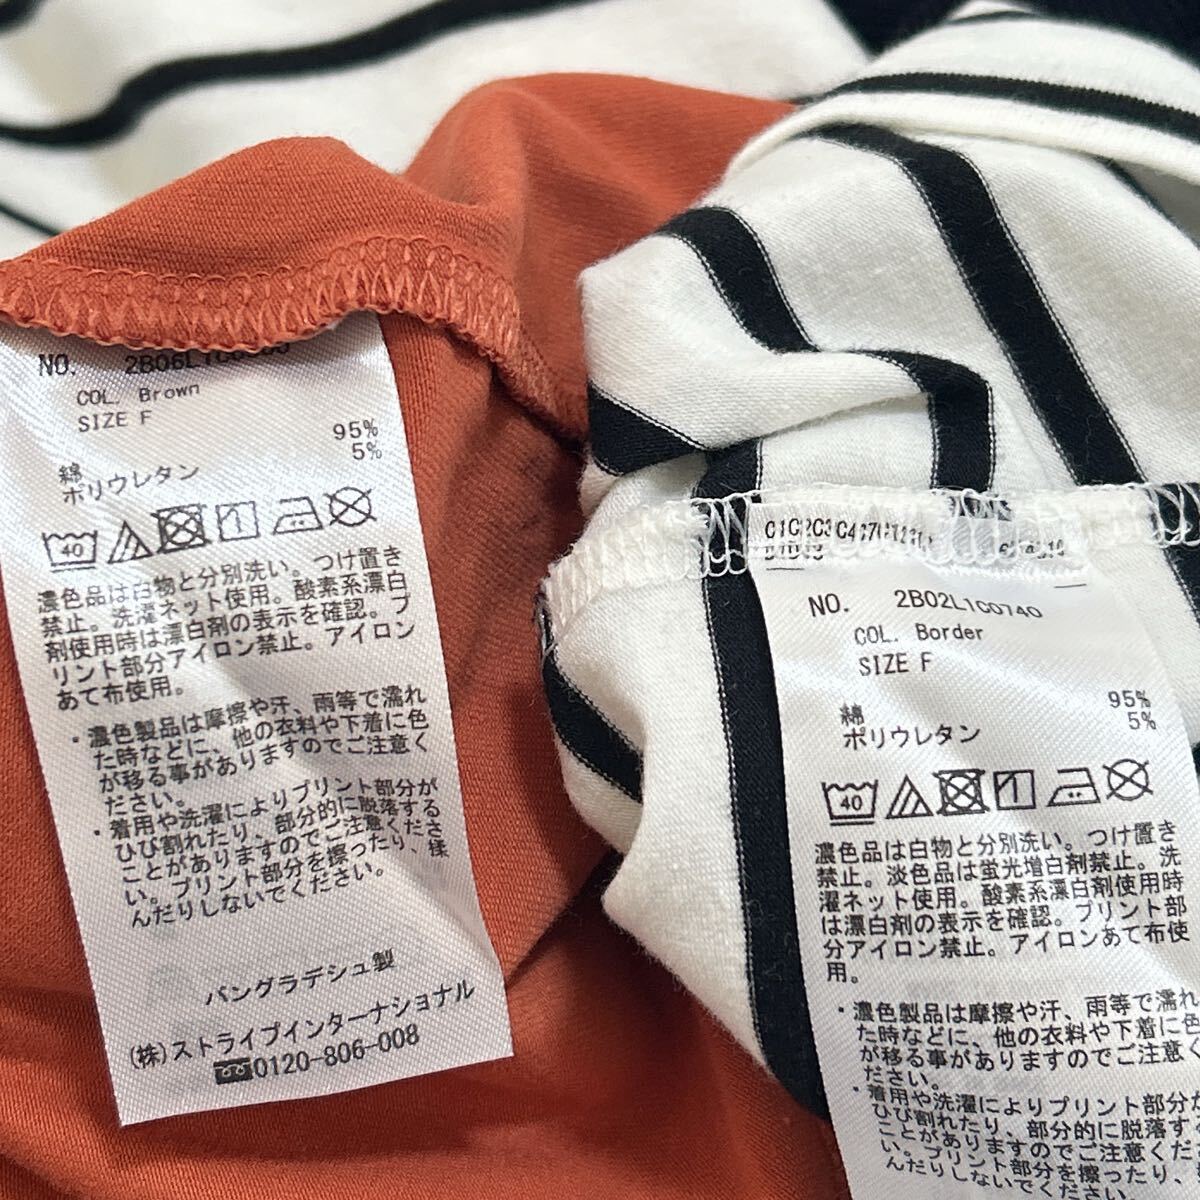 NO.
COL. Brown
SIZE F
綿 95%
ポリウレタン 5%
40
濃色品は白物と分別洗い。つけ置き
禁止。洗濯ネット使用。酸素系漂白
剤使用時は漂白剤の表示を確認。プ
リント部分アイロン禁止。アイロン
あて布使用。
・濃色製品は摩擦や汗、雨等で濡れ
た時などに、他の衣料や下着に色
が移る事がありますのでご注意く
ださい。
・着用や洗濯によりプリント部分が
ひび割れたり、部分的に脱落する
ことがありますのでご注意くださ
い。プリント部分を擦ったり、揉
んだりしないでください。
バングラデシュ製
(株)ストライプインターナショナル
0120-806-008
NO. 2B02L1C0740
COL. Border
SIZE F
綿 95%
ポリウレタン 5%
40
濃色品は白物と分別洗い。つけ置き
禁止。淡色品は蛍光増白剤禁止。洗
濯ネット使用。酸素系漂白剤使用時
は漂白剤の表示を確認。プリント部
分アイロン禁止。アイロンあて布使
用。
・濃色製品は摩擦や汗、雨等で濡れ
た時などに、他の衣料や下着に色
が移る事がありますのでご注意く
ださい。
・着用や洗濯によりプリント部分が
ひび割れたり、部分的に脱落する
ことがありますのでご注意くださ
い。プリント部分を擦ったり、
んだりしないでください。